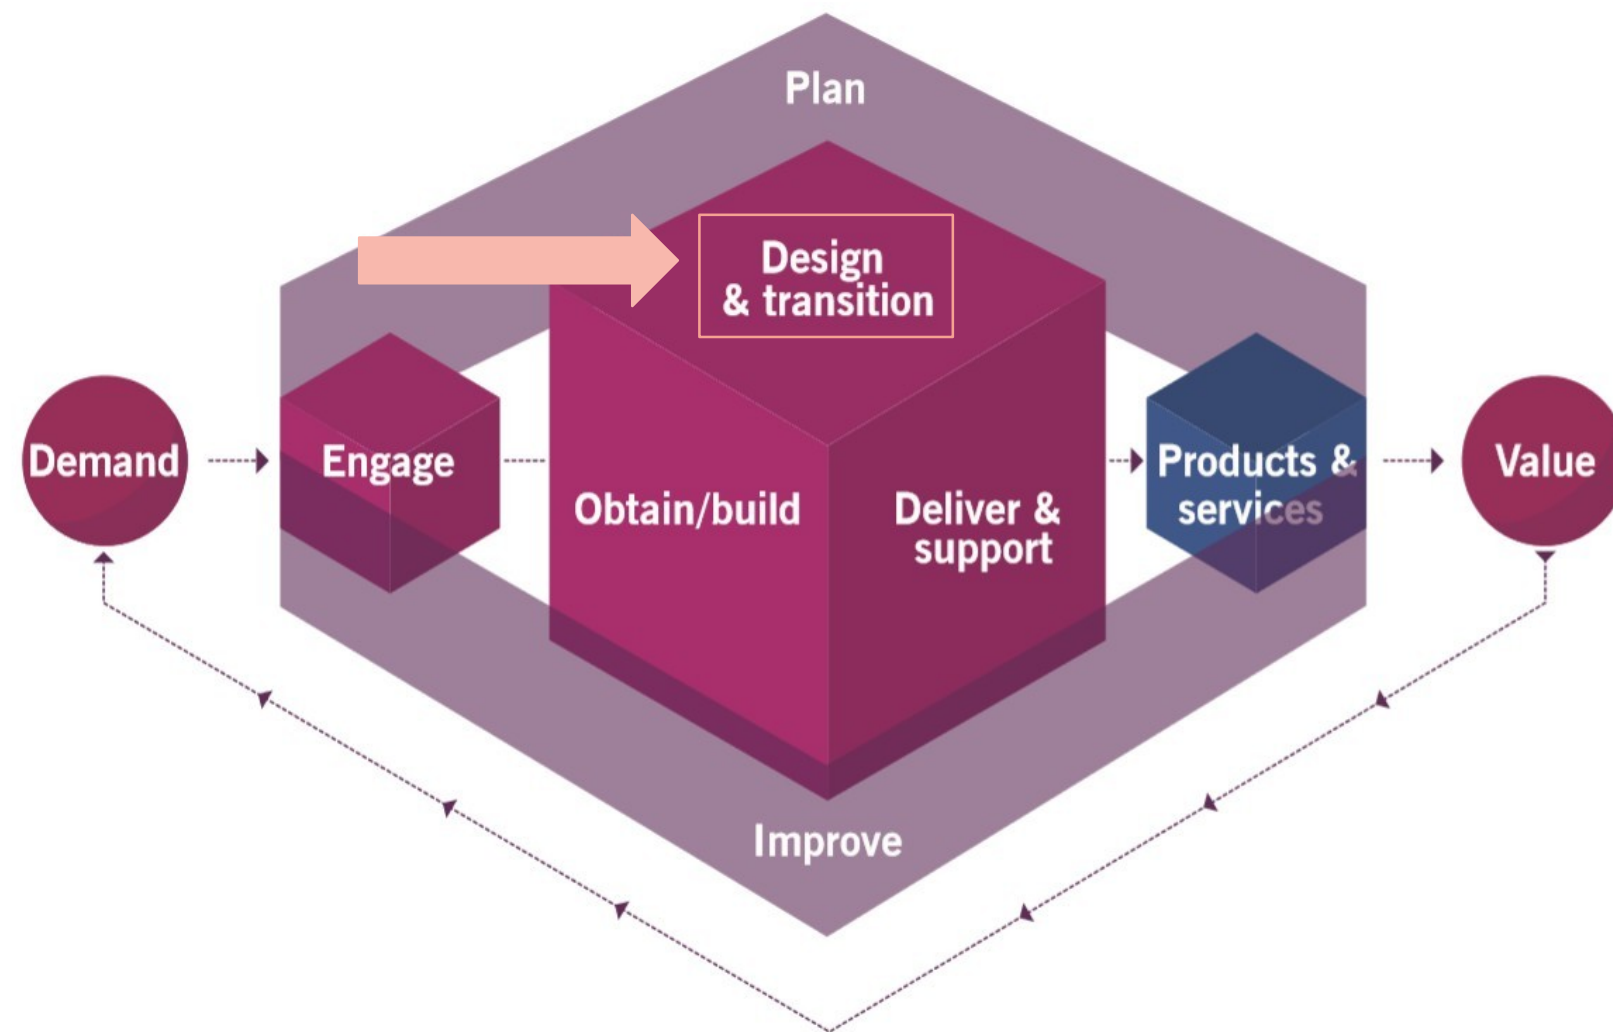 Plan
Design
& transition
Demand
Engage
Obtain/build
Deliver &
support
Products &
services
Value
Improve